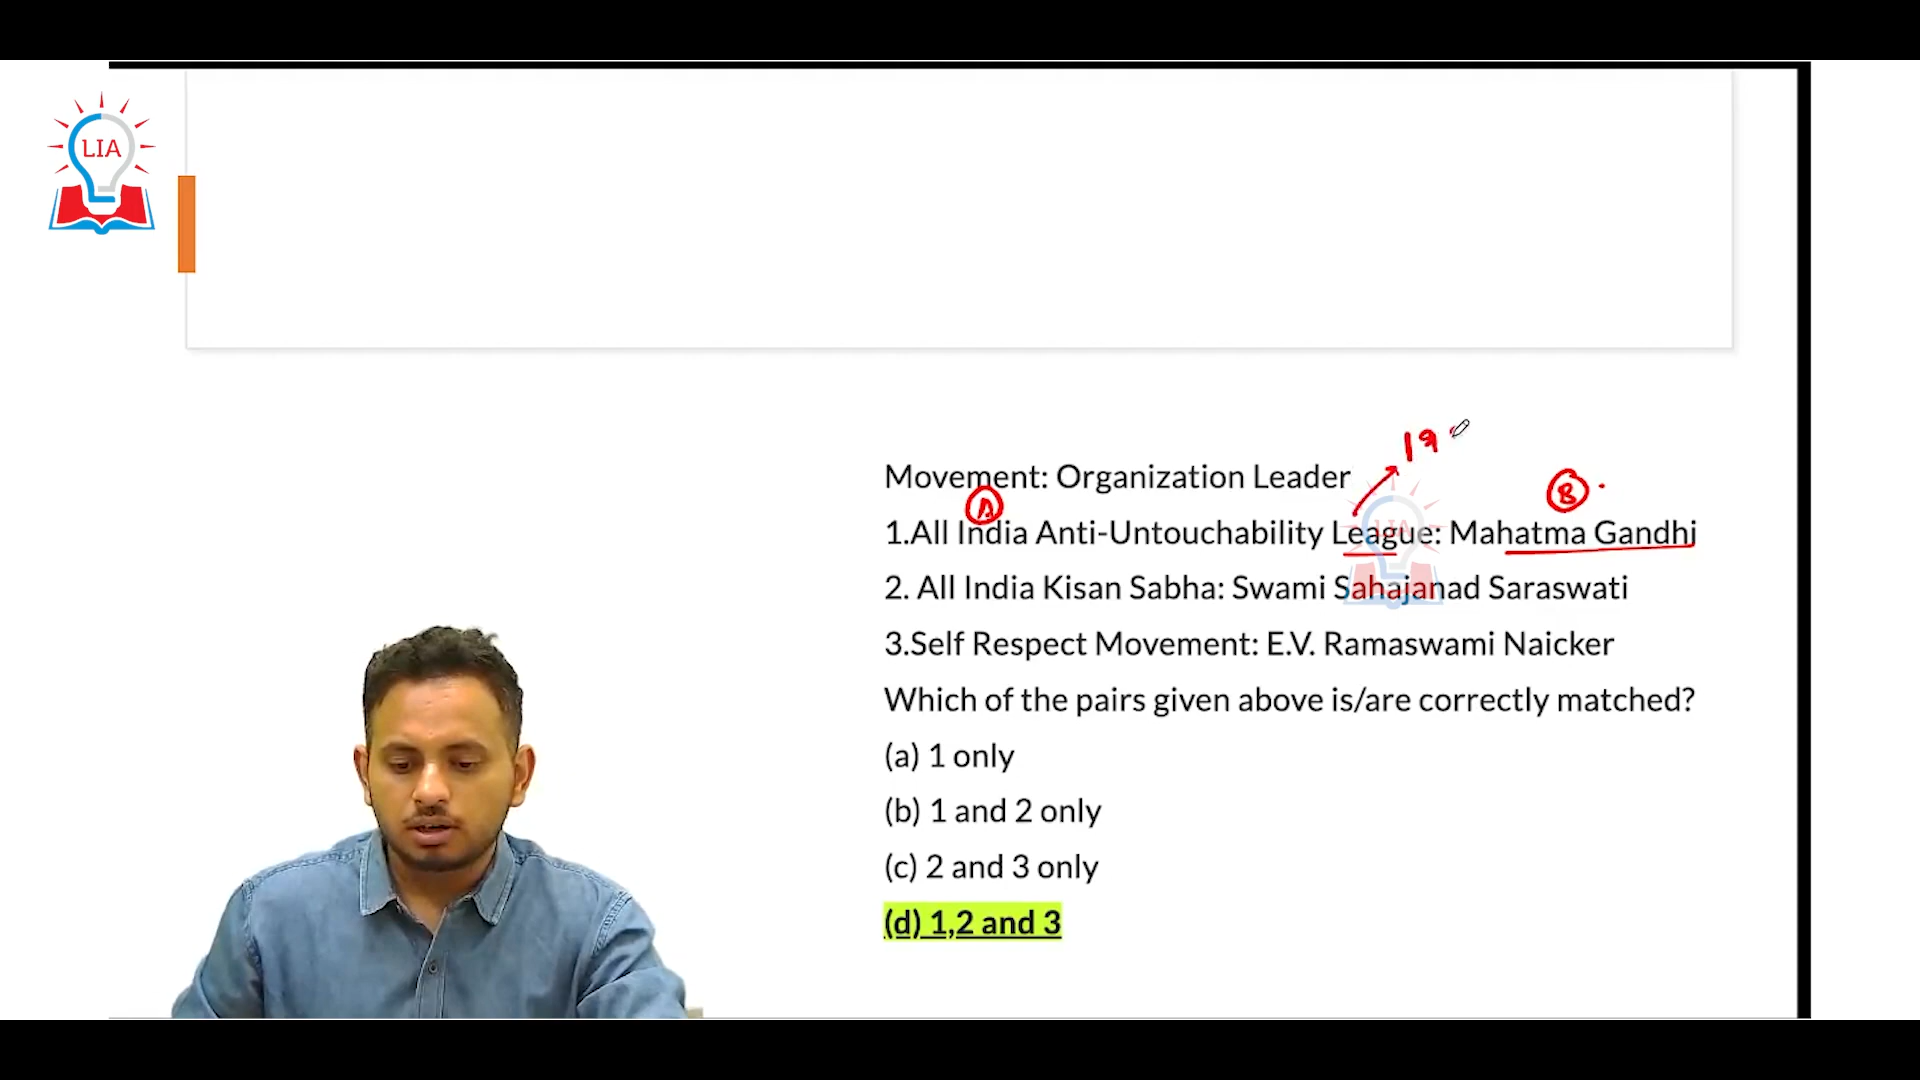 LIA
19
Movement: Organization Leader
A
B
1.All India Anti-Untouchability League: Mahatma Gandhi
LIA
2. All India Kisan Sabha: Swami Sahajanad Saraswati
3.Self Respect Movement: E.V. Ramaswami Naicker
Which of the pairs given above is/are correctly matched?
(a) 1 only
(b) 1 and 2 only
(c) 2 and 3 only
(d) 1,2 and 3